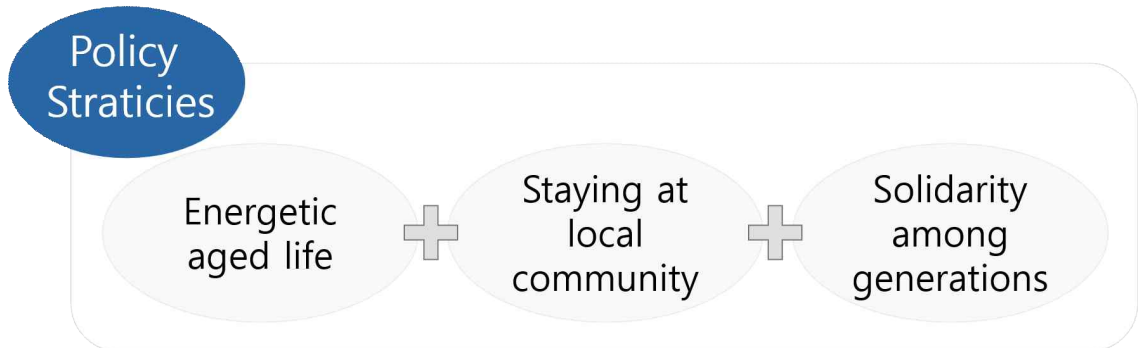 Policy
Straticies
Energetic
aged life
Staying at
local
community
Solidarity
among
generations